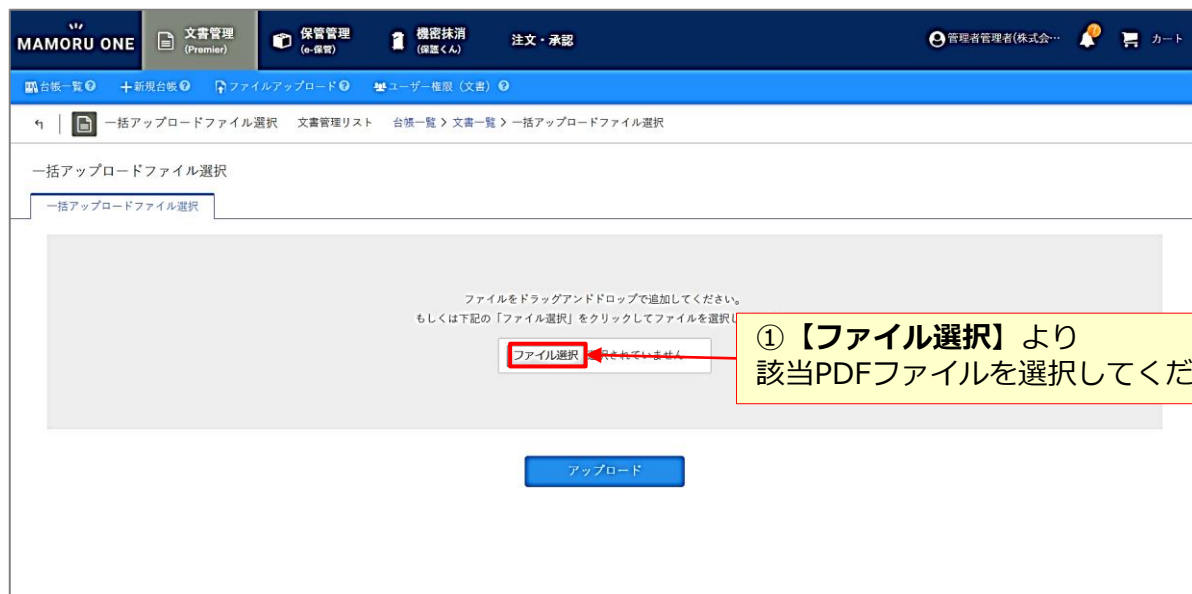 MAMORU ONE
文書管理
(Premier)
保管管理
(e-保管)
機密抹消
(保護くん)
注文・承認
管理者管理者(株式会…
カート
台帳一覧
新規台帳
ファイルアップロード
ユーザー権限(文書)
一括アップロードファイル選択 文書管理リスト 台帳一覧 > 文書一覧 > 一括アップロードファイル選択
一括アップロードファイル選択
一括アップロードファイル選択
ファイルをドラッグアンドドロップで追加してください。
もしくは下記の「ファイル選択」をクリックしてファイルを選択し
ファイル選択 択されていません
①【ファイル選択】より
該当PDFファイルを選択してくだ
アップロード